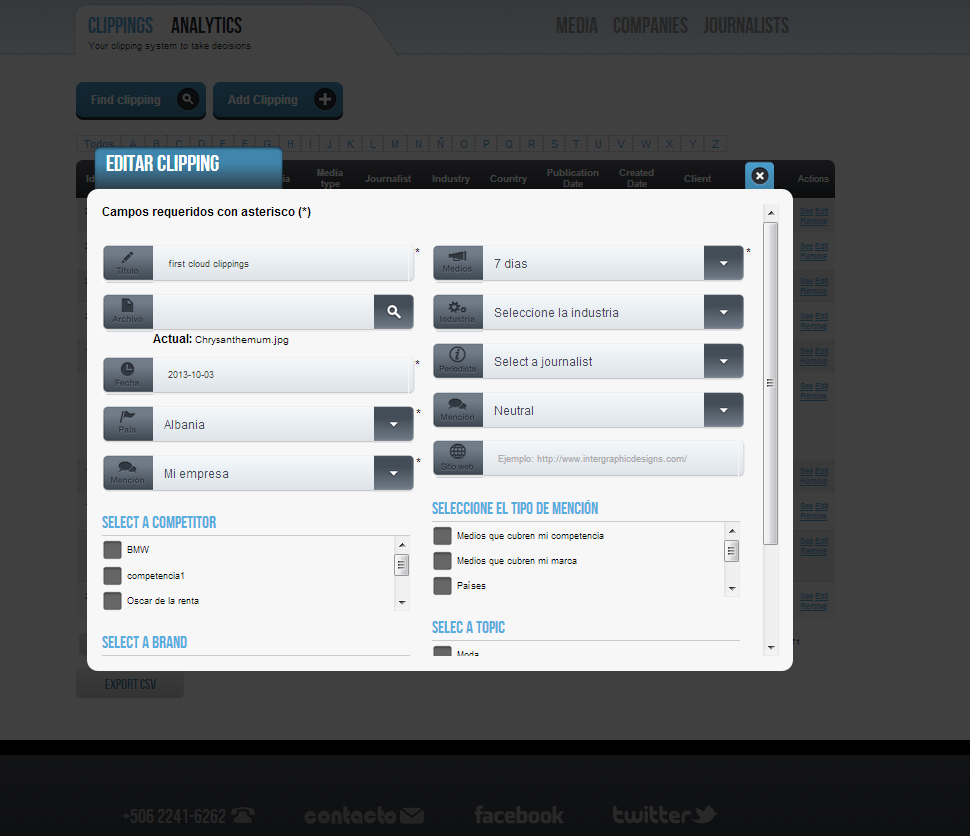 CLIPPINGS ANALYTICS
MEDIA COMPANIES JOURNALISTS
Your clipping system to take decisions
Find clipping
Add Clipping
Todos A B C D E F G H I J K L M N Ñ O P Q R S T U V W X Y Z
EDITAR CLIPPING
Media type
Journalist
Industry
Country
Publication Date
Created Date
Client
Actions
Campos requeridos con asterisco (*)
Título
first cloud clippings
*
Archivo
Actual: Chrysanthemum.jpg
Fecha
2013-10-03
*
País
Albania
*
Mención
Mi empresa
*
SELECT A COMPETITOR
BMW
competencia1
Oscar de la renta
SELECT A BRAND
Medios
7 dias
*
Industria
Seleccione la industria
Periodista
Select a journalist
Mención
Neutral
Sitio web
Ejemplo: http://www.intergraphicdesigns.com/
SELECCIONE EL TIPO DE MENCIÓN
Medios que cubren mi competencia
Medios que cubren mi marca
Países
SELEC A TOPIC
Moda
See Edit
Remove
See Edit
Remove
See Edit
Remove
See Edit
Remove
See Edit
Remove
See Edit
Remove
See Edit
Remove
See Edit
Remove
See Edit
Remove
See Edit
Remove
EXPORT CSV
+506 2241-6262
contacto
facebook
twitter